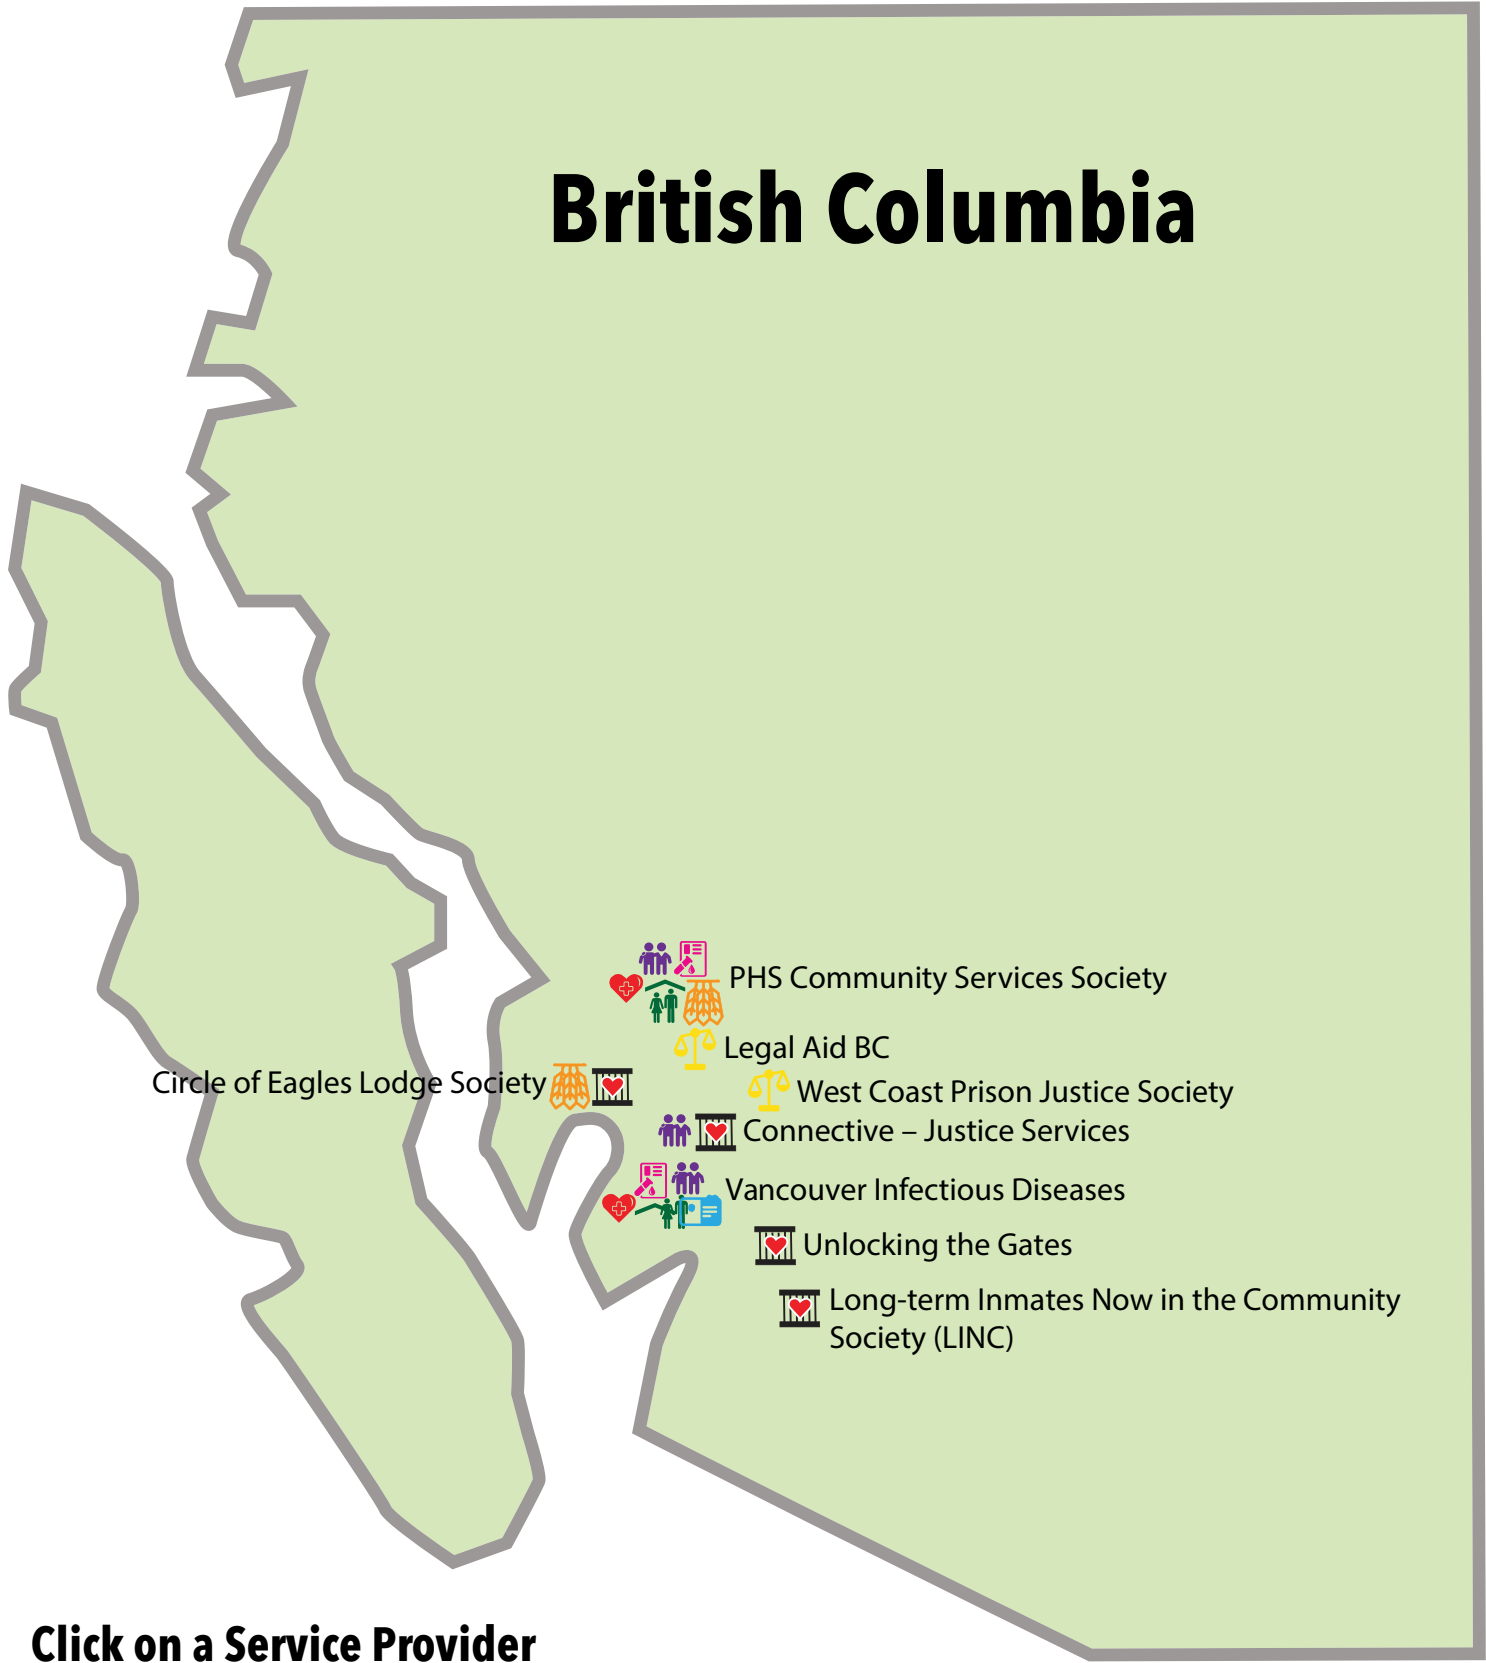 British Columbia
PHS Community Services Society
Legal Aid BC
Circle of Eagles Lodge Society
West Coast Prison Justice Society
Connective – Justice Services
Vancouver Infectious Diseases
Unlocking the Gates
Long-term Inmates Now in the Community
Society (LINC)
Click on a Service Provider